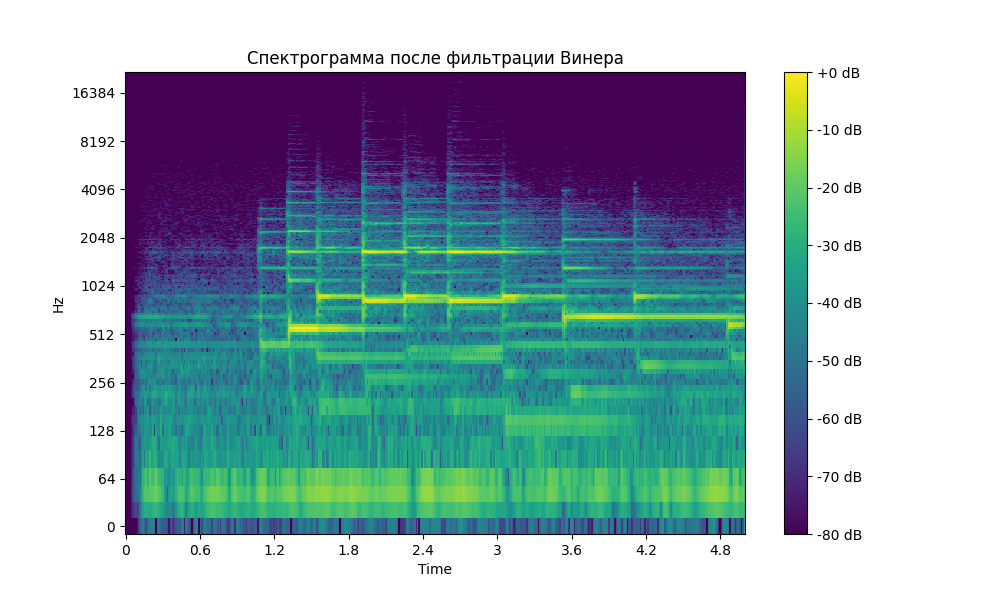 Спектрограмма после фильтрации Винера
Hz
16384
8192
4096
2048
1024
512
256
128
64
0
0 0.6 1.2 1.8 2.4 3 3.6 4.2 4.8
Time
+0 dB
-10 dB
-20 dB
-30 dB
-40 dB
-50 dB
-60 dB
-70 dB
-80 dB